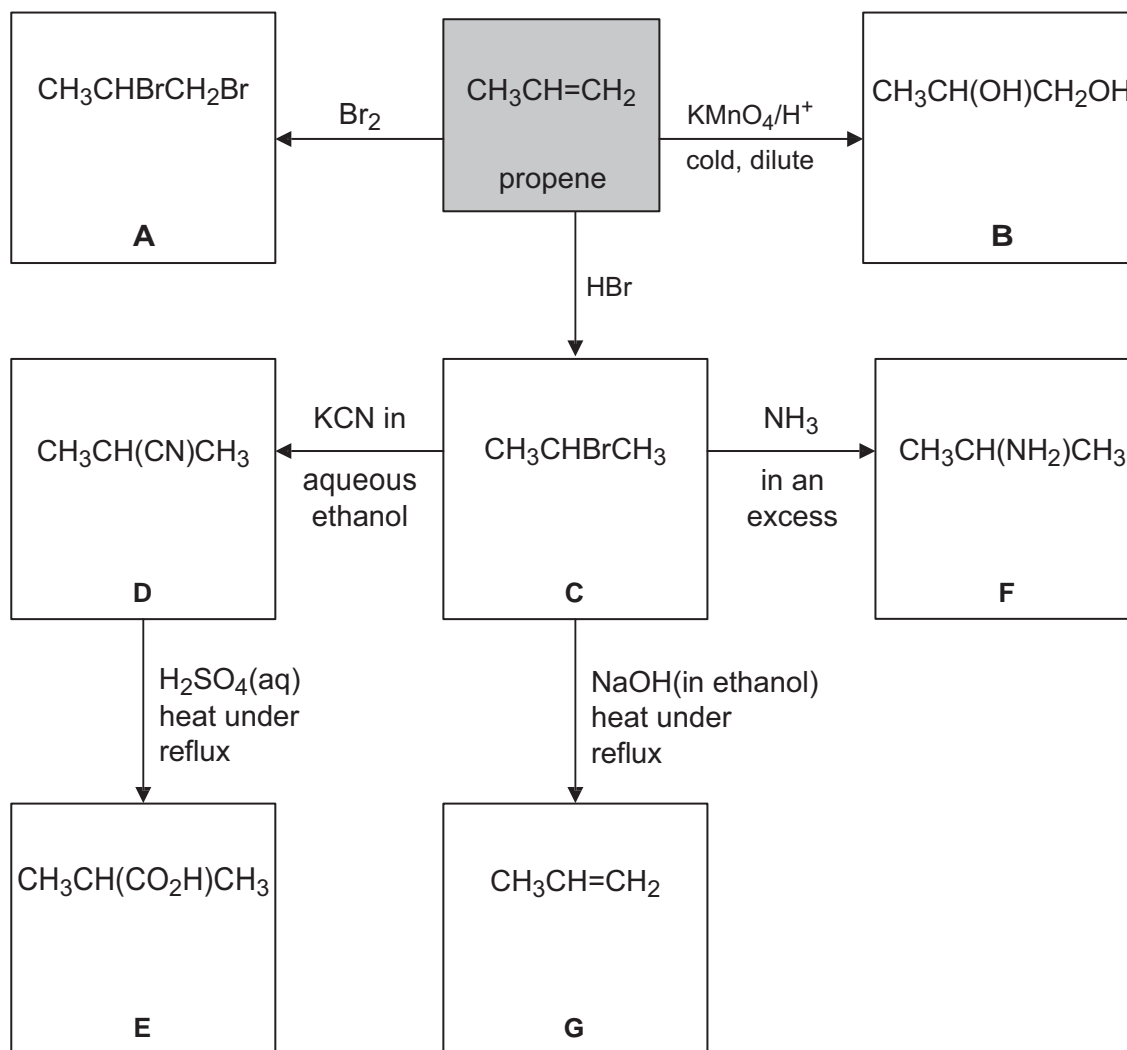 CH₃CHBrCH₂Br
A
Br₂
CH₃CH=CH₂
propene
KMnO₄/H⁺
cold, dilute
CH₃CH(OH)CH₂OH
B
HBr
CH₃CH(CN)CH₃
D
KCN in
aqueous
ethanol
CH₃CHBrCH₃
C
NH₃
in an
excess
CH₃CH(NH₂)CH₃
F
H₂SO₄(aq)
heat under
reflux
NaOH(in ethanol)
heat under
reflux
CH₃CH(CO₂H)CH₃
E
CH₃CH=CH₂
G